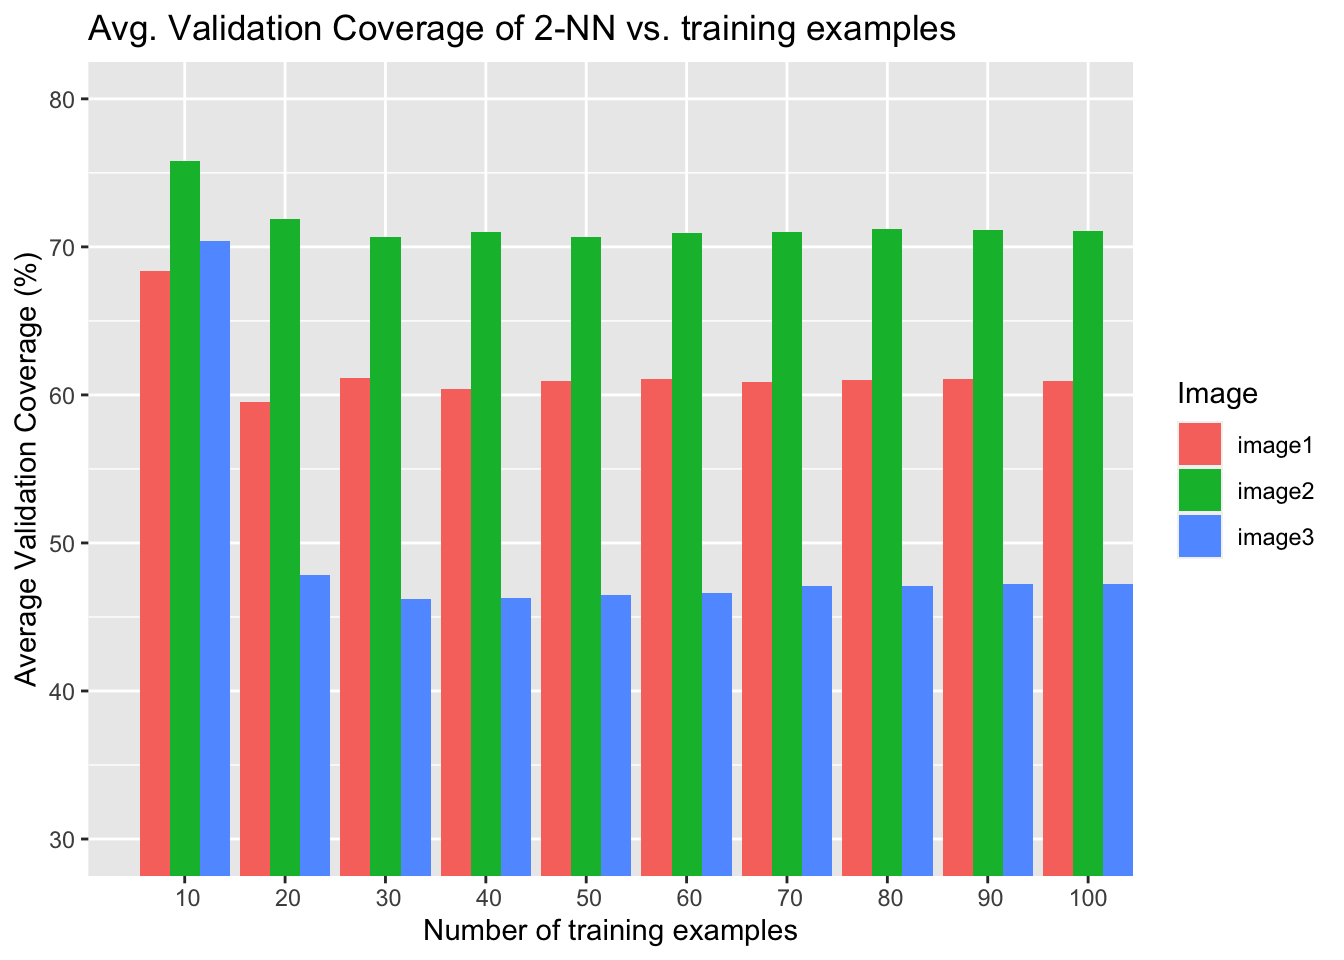 Avg. Validation Coverage of 2-NN vs. training examples
Average Validation Coverage (%)
80
70
60
50
40
30
10 20 30 40 50 60 70 80 90 100
Number of training examples
Image
image1
image2
image3